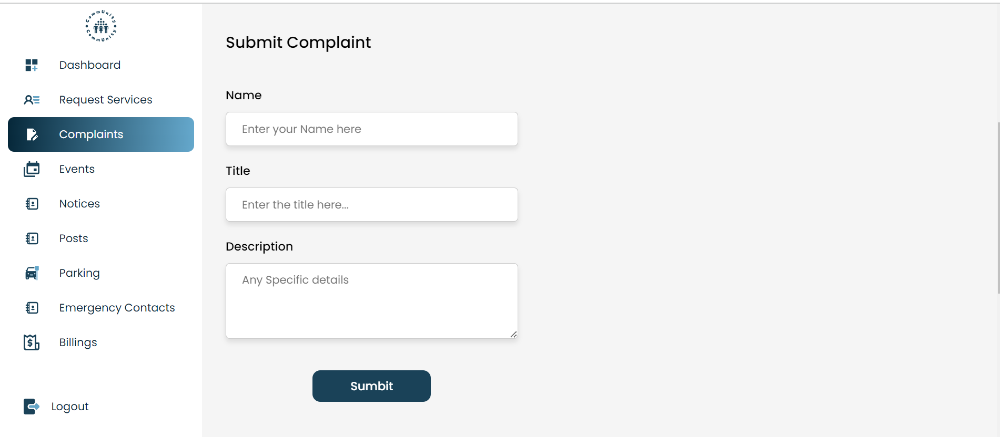 CommUnity
CommUnity
Dashboard
Request Services
Complaints
Events
Notices
Posts
Parking
Emergency Contacts
Billings
Logout
Submit Complaint
Name
Enter your Name here
Title
Enter the title here...
Description
Any Specific details
Sumbit